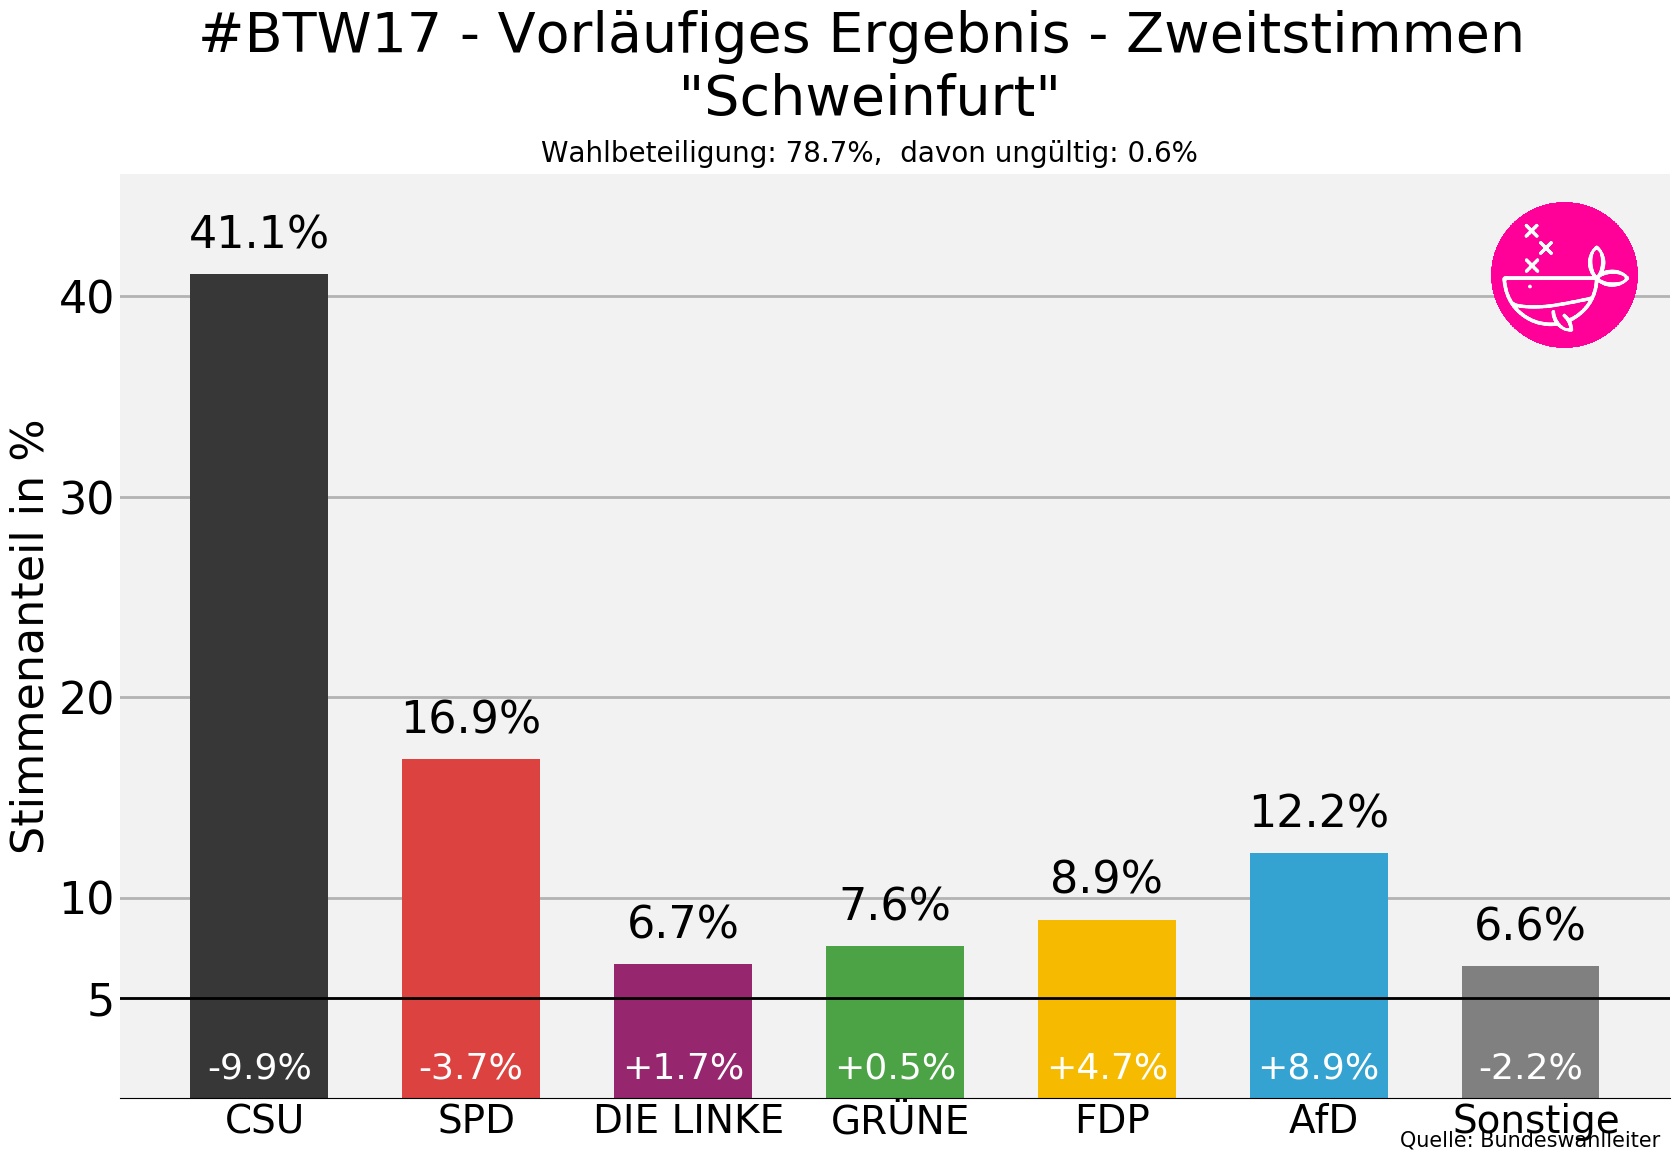 #BTW17 - Vorläufiges Ergebnis - Zweitstimmen
"Schweinfurt"
Wahlbeteiligung: 78.7%,  davon ungültig: 0.6%
Stimmenanteil in %
40
30
20
10
5
41.1%
16.9%
6.7%
7.6%
8.9%
12.2%
6.6%
-9.9%
-3.7%
+1.7%
+0.5%
+4.7%
+8.9%
-2.2%
CSU
SPD
DIE LINKE
GRÜNE
FDP
AfD
Sonstige
Quelle: Bundeswahlleiter